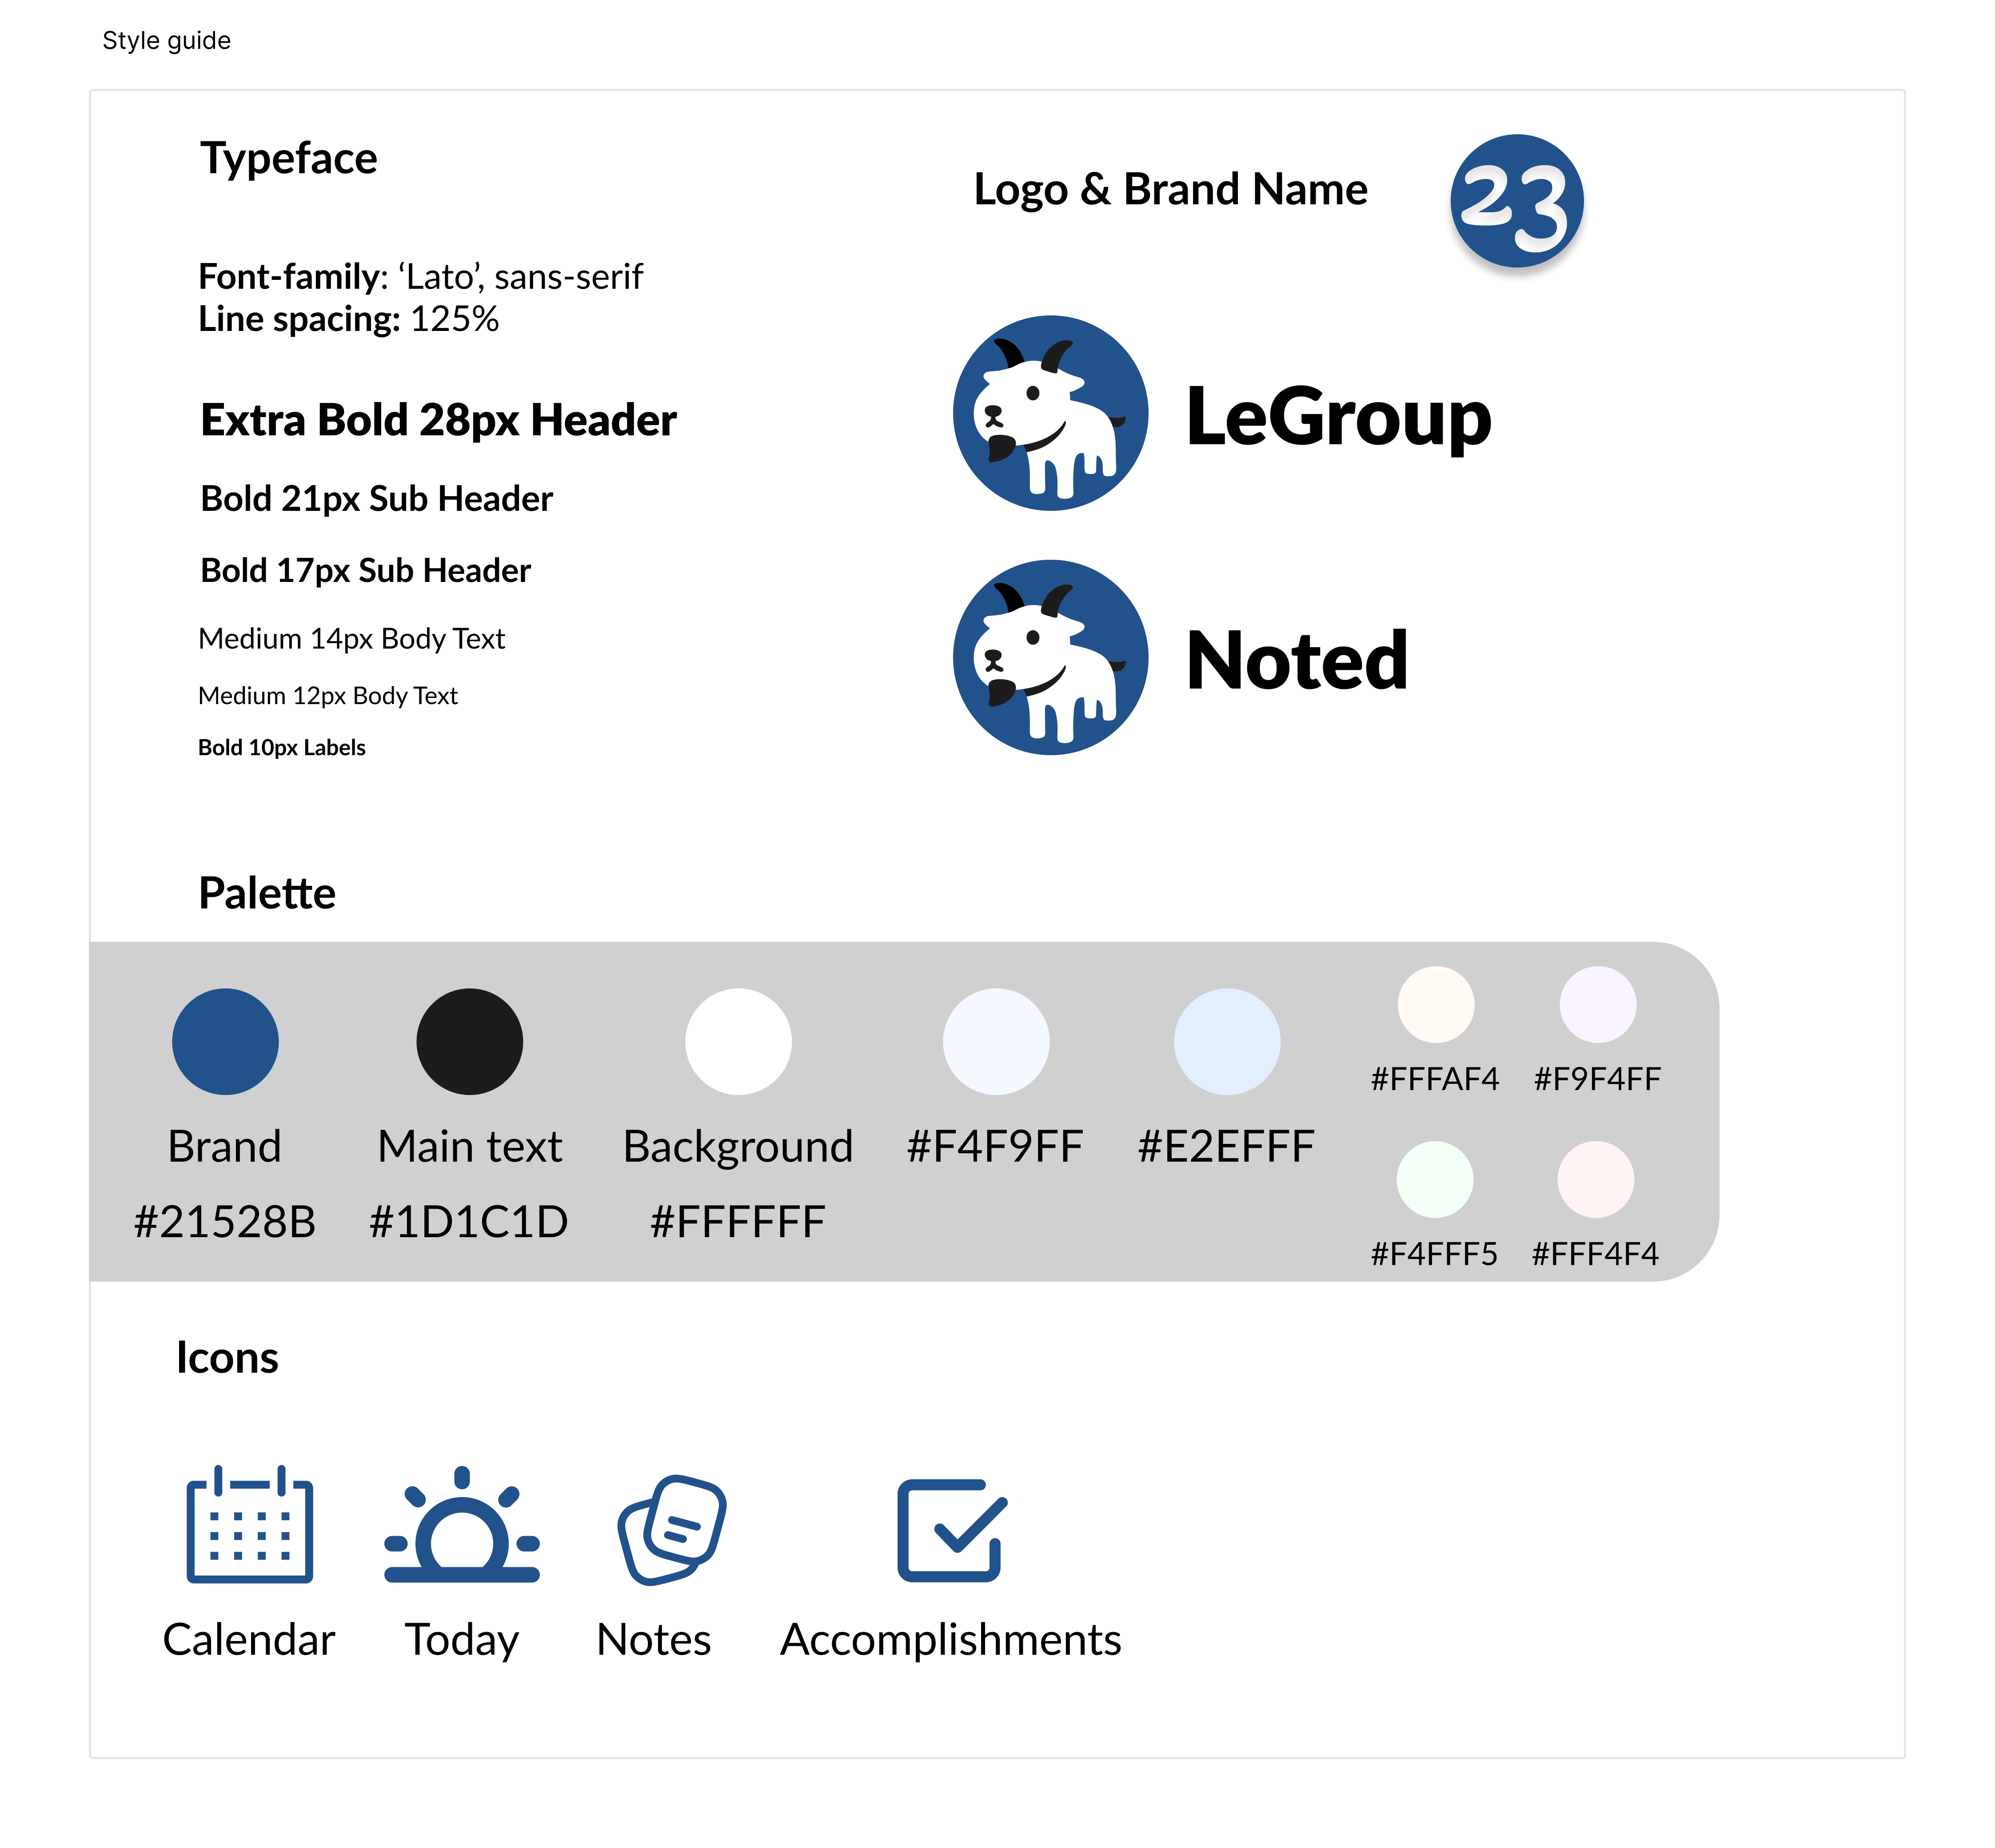 Style guide
Typeface
Font-family: ‘Lato’, sans-serif
Line spacing: 125%
Extra Bold 28px Header
Bold 21px Sub Header
Bold 17px Sub Header
Medium 14px Body Text
Medium 12px Body Text
Bold 10px Labels
Logo & Brand Name
23
LeGroup
Noted
Palette
Brand
#21528B
Main text
#1D1C1D
Background
#FFFFFF
#F4F9FF
#E2EFFF
#FFFAF4
#F9F4FF
#F4FFF5
#FFF4F4
Icons
Calendar
Today
Notes
Accomplishments